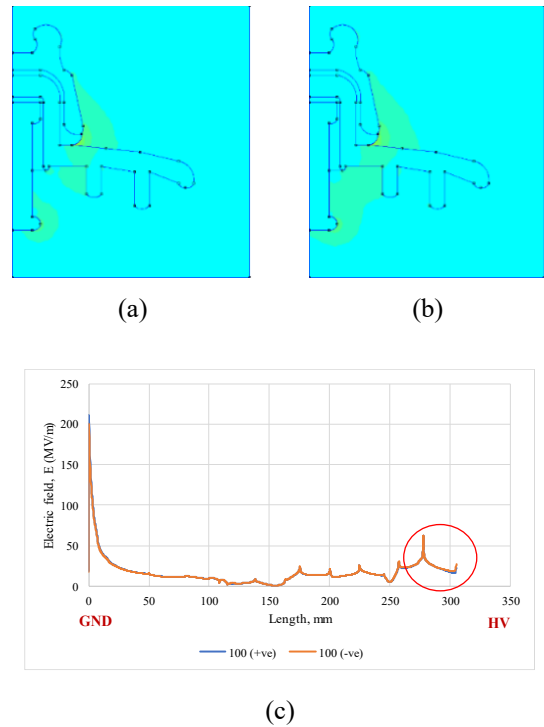 (a) (b)
250
200
150
100
50
0
Electric field, E (MV/m)
0 50 100 150 200 250 300 350
GND Length, mm HV
100 (+ve) 100 (-ve)
(c)